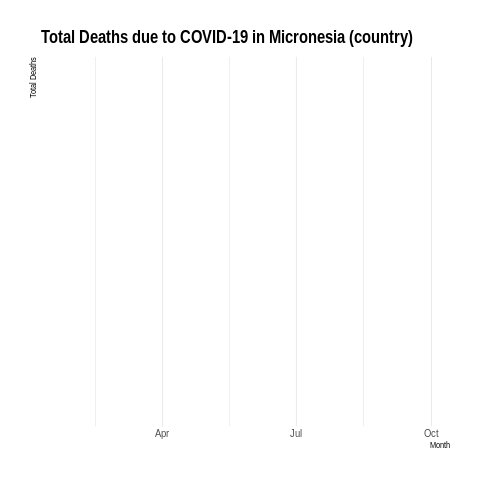 Total Deaths due to COVID-19 in Micronesia (country)
Total Deaths
Apr Jul Oct
Month